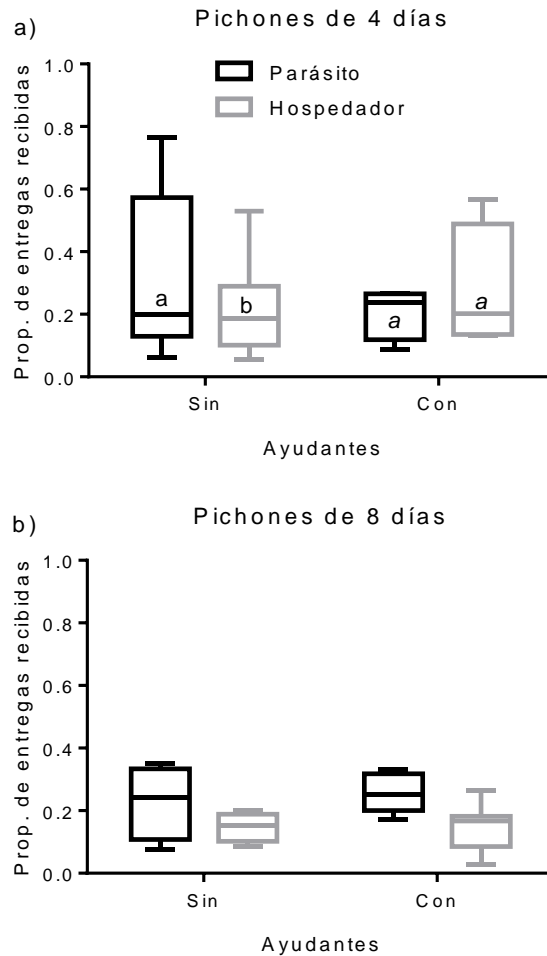 a)
Pichones de 4 días
Prop. de entregas recibidas
1.0
0.8
0.6
0.4
0.2
0.0
Parásito
Hospedador
a
b
a
a
Sin
Con
Ayudantes
b)
Pichones de 8 días
Prop. de entregas recibidas
1.0
0.8
0.6
0.4
0.2
0.0
Sin
Con
Ayudantes